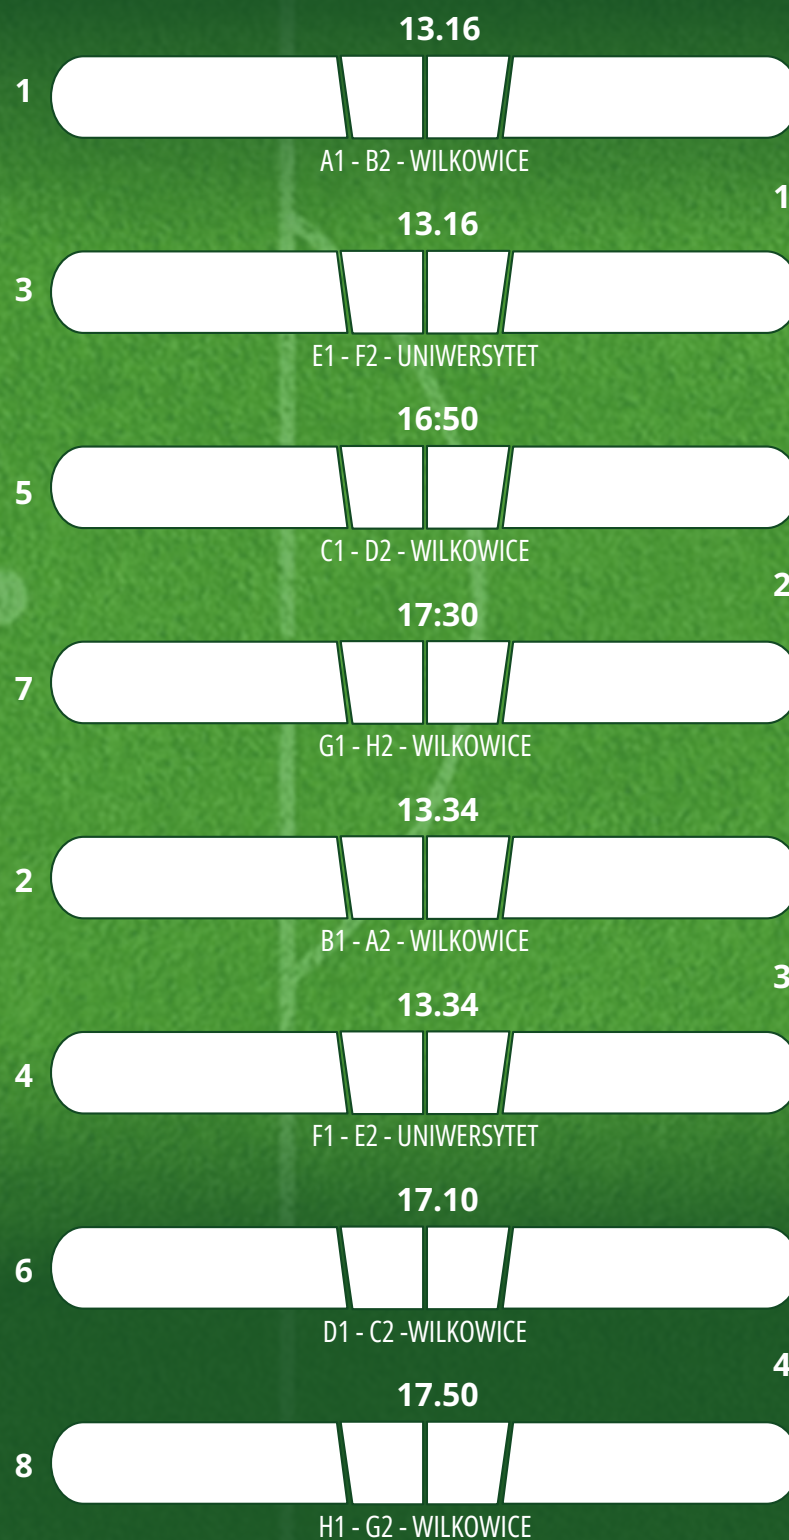 13.16
1
A1 - B2 - WILKOWICE
1
13.16
3
E1 - F2 - UNIWERSYTET
16:50
5
C1 - D2 - WILKOWICE
2
17:30
7
G1 - H2 - WILKOWICE
13.34
2
B1 - A2 - WILKOWICE
3
13.34
4
F1 - E2 - UNIWERSYTET
17.10
6
D1 - C2 -WILKOWICE
4
17.50
8
H1 - G2 - WILKOWICE